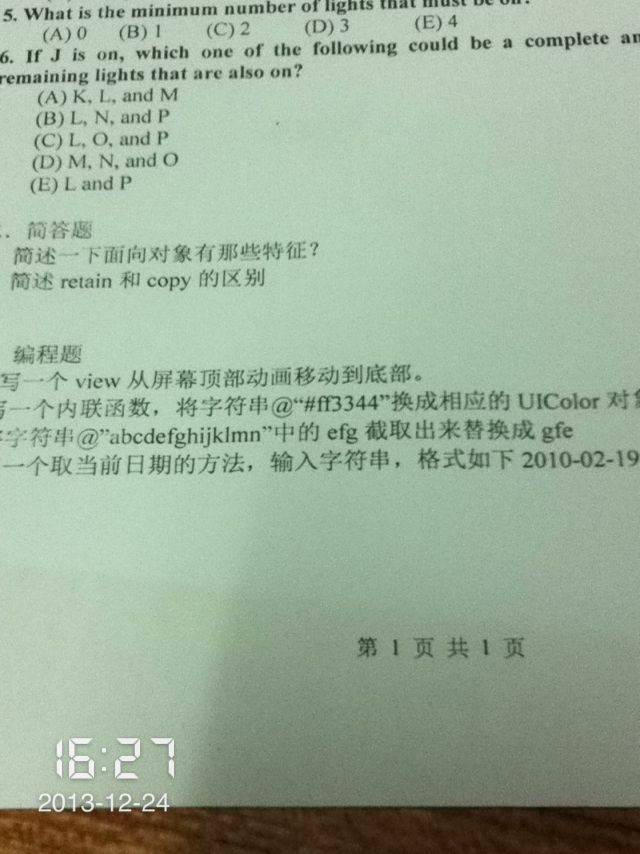 5. What is the minimum number of lights that must be on?
(A) 0 (B) 1 (C) 2 (D) 3 (E) 4
6. If J is on, which one of the following could be a complete
remaining lights that are also on?
(A) K, L, and M
(B) L, N, and P
(C) L, O, and P
(D) M, N, and O
(E) L and P
简答题
简述一下面向对象有那些特征？
简述 retain 和 copy 的区别
编程题
写一个 view 从屏幕顶部动画移动到底部。
写一个内联函数，将字符串@“#ff3344”换成相应的 UIColor 对象
字符串@”abcdefghijklmn”中的 efg 截取出来替换成 gfe
一个取当前日期的方法，输入字符串，格式如下 2010-02-19
第 1 页 共 1 页
16:27
2013-12-24